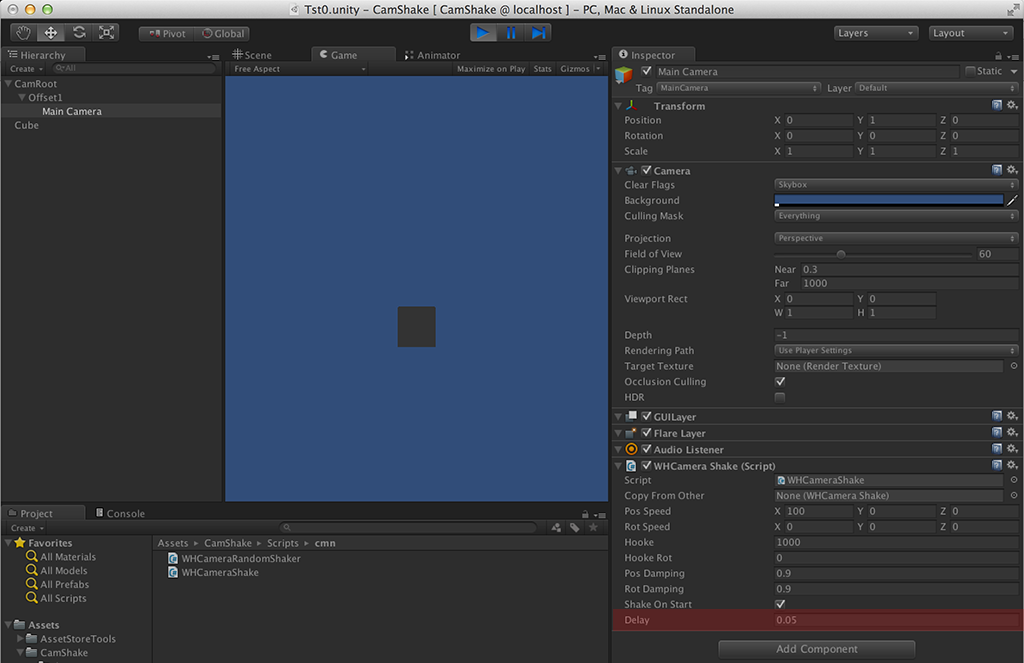 Tst0.unity – CamShake [ CamShake @ localhost ] – PC, Mac & Linux Standalone
Pivot Global Layers Layout
Hierarchy
Create All
CamRoot
Offset1
Main Camera
Cube
Scene Game Animator
Free Aspect Maximize on Play Stats Gizmos
Inspector
Main Camera Static
Tag MainCamera Layer Default
Transform
Position X 0 Y 1 Z 0
Rotation X 0 Y 0 Z 0
Scale X 1 Y 1 Z 1
Camera
Clear Flags Skybox
Background
Culling Mask Everything
Projection Perspective
Field of View 60
Clipping Planes Near 0.3
Far 1000
Viewport Rect X 0 Y 0
W 1 H 1
Depth -1
Rendering Path Use Player Settings
Target Texture None (Render Texture)
Occlusion Culling
HDR
GUILayer
Flare Layer
Audio Listener
WHCamera Shake (Script)
Script WHCameraShake
Copy From Other None (WHCamera Shake)
Pos Speed X 100 Y 0 Z 0
Rot Speed X 0 Y 0 Z 0
Hooke 1000
Hooke Rot 0
Pos Damping 0.9
Rot Damping 0.9
Shake On Start
Delay 0.05
Add Component
Project Console
Create
Favorites
All Materials
All Models
All Prefabs
All Scripts
Assets
AssetStoreTools
CamShake
Assets CamShake Scripts cmn
WHCameraRandomShaker
WHCameraShake